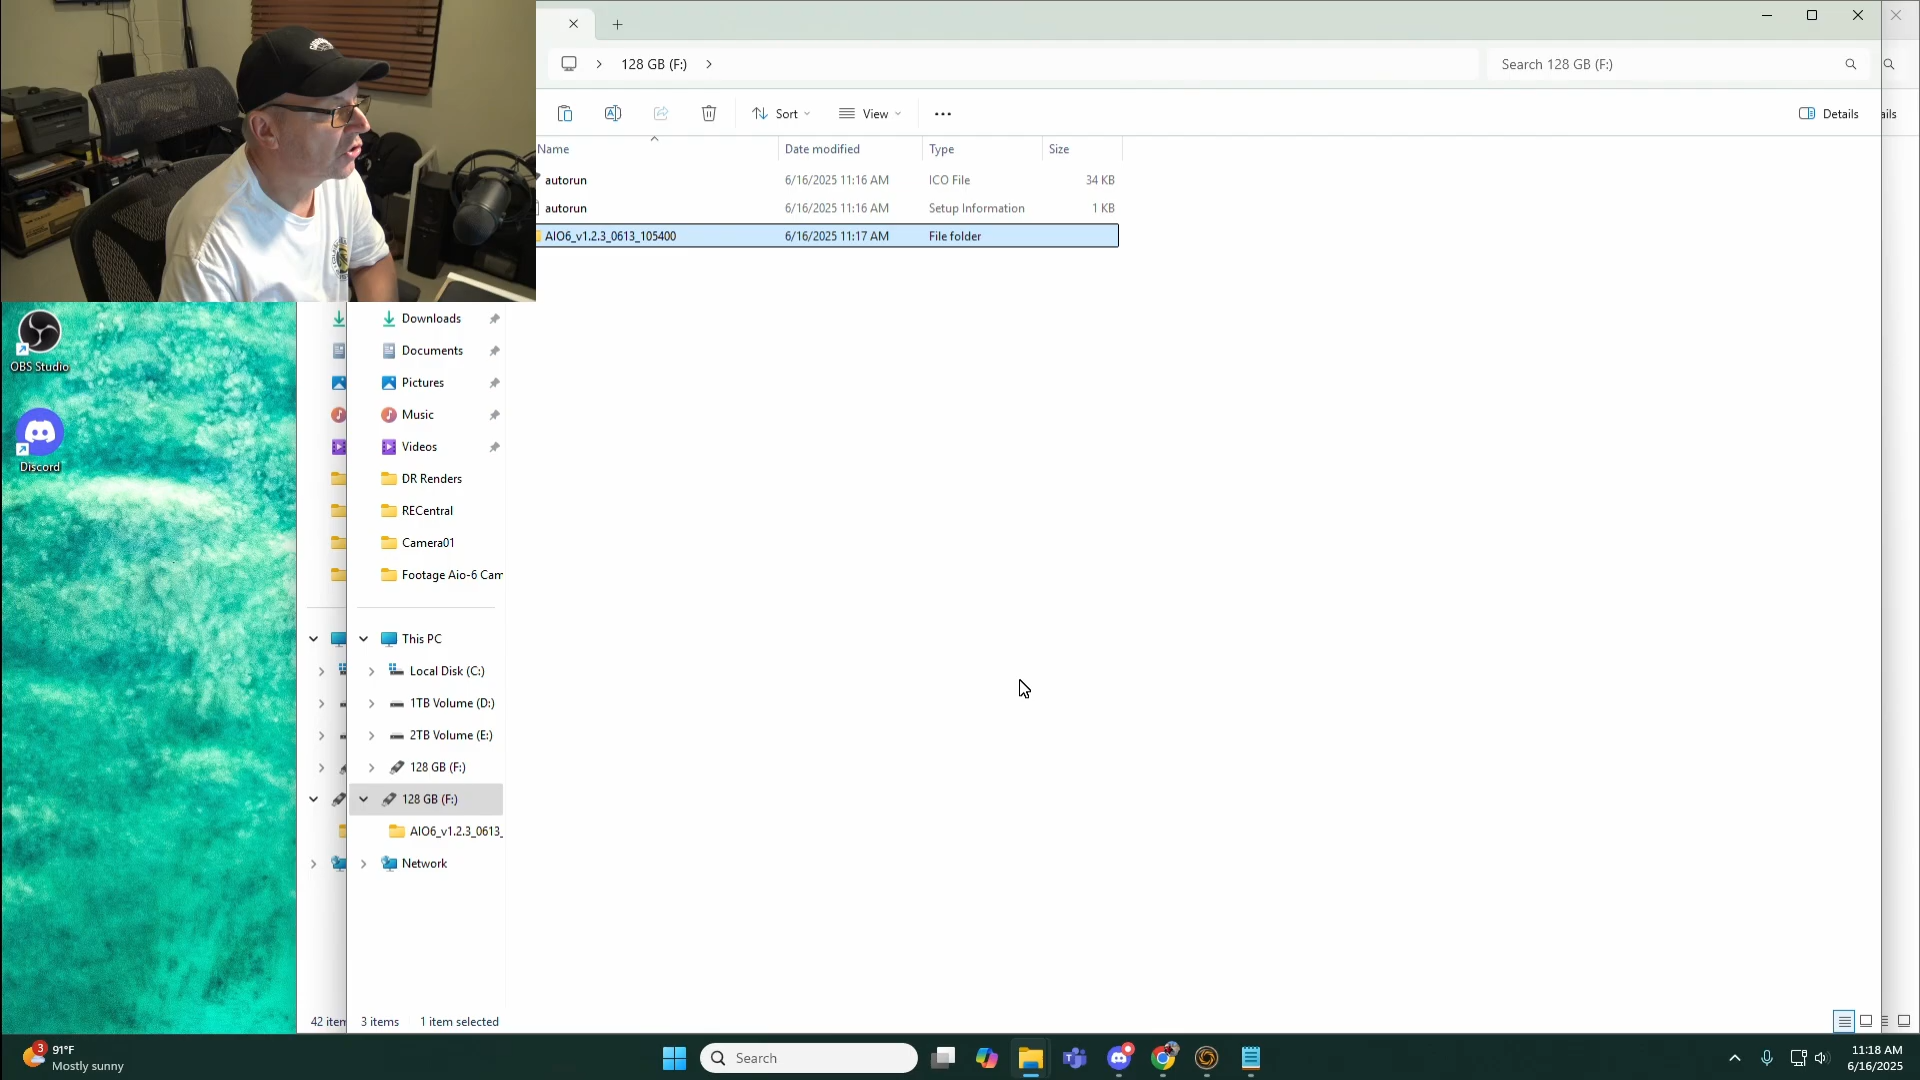 128 GB (F:)
Search 128 GB (F:)
Sort
View
Details
ails
Name
Date modified
Type
Size
autorun
6/16/2025 11:16 AM
ICO File
34 KB
autorun
6/16/2025 11:16 AM
Setup Information
1 KB
AIO6_v1.2.3_0613_105400
6/16/2025 11:17 AM
File folder
OBS Studio
Discord
Downloads
Documents
Pictures
Music
Videos
DR Renders
RECentral
Camera01
Footage Aio-6 Cam
This PC
Local Disk (C:)
1TB Volume (D:)
2TB Volume (E:)
128 GB (F:)
128 GB (F:)
AIO6_v1.2.3_0613_
Network
42 item
3 items
1 item selected
3
91°F
Mostly sunny
Search
11:18 AM
6/16/2025